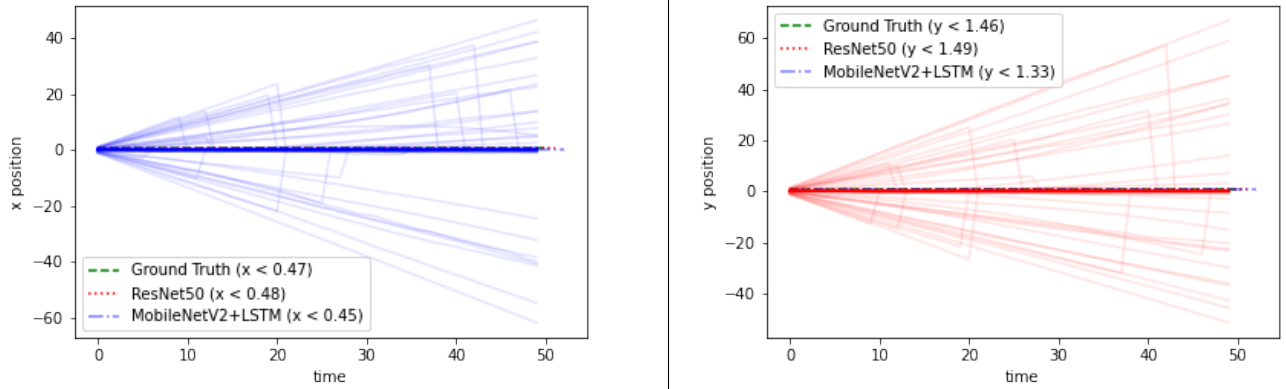 40
20
0
−20
−40
−60
x position
Ground Truth (x < 0.47)
ResNet50 (x < 0.48)
MobileNetV2+LSTM (x < 0.45)
0 10 20 30 40 50
time
60
40
20
0
−20
−40
y position
Ground Truth (y < 1.46)
ResNet50 (y < 1.49)
MobileNetV2+LSTM (y < 1.33)
0 10 20 30 40 50
time